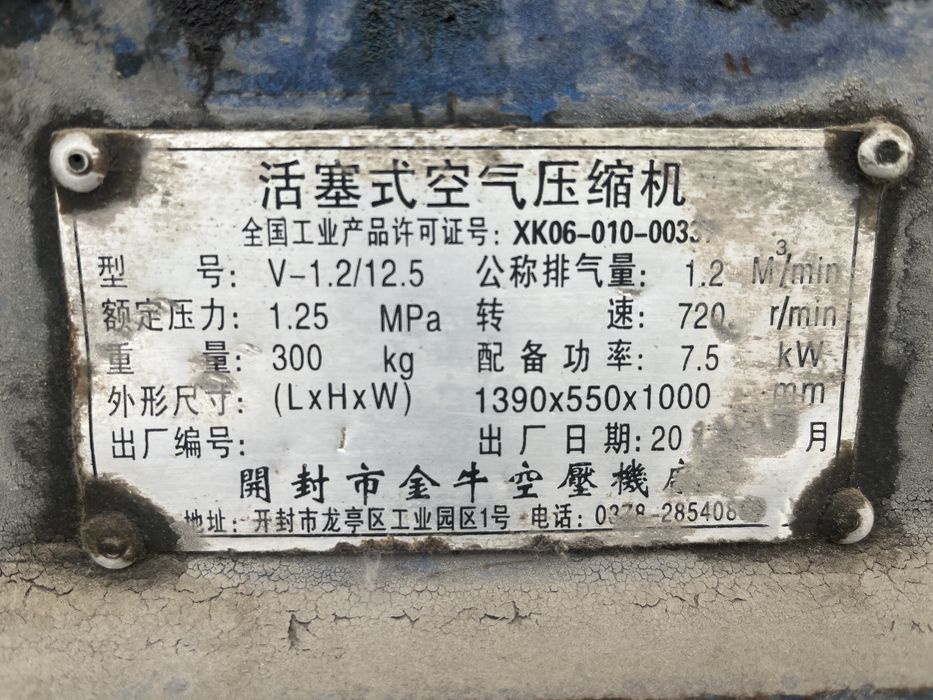 活塞式空气压缩机
全国工业产品许可证号: XK06-010-0033
型 号: V-1.2/12.5 公称排气量: 1.2 M³/min
额定压力: 1.25 MPa 转 速: 720 r/min
重 量: 300 kg 配备功率: 7.5 kW
外形尺寸: (LxHxW) 1390x550x1000 mm
出厂编号: 出厂日期: 20 月
開封市金牛空壓機
地址: 开封市龙亭区工业园区1号 电话: 0378-285408